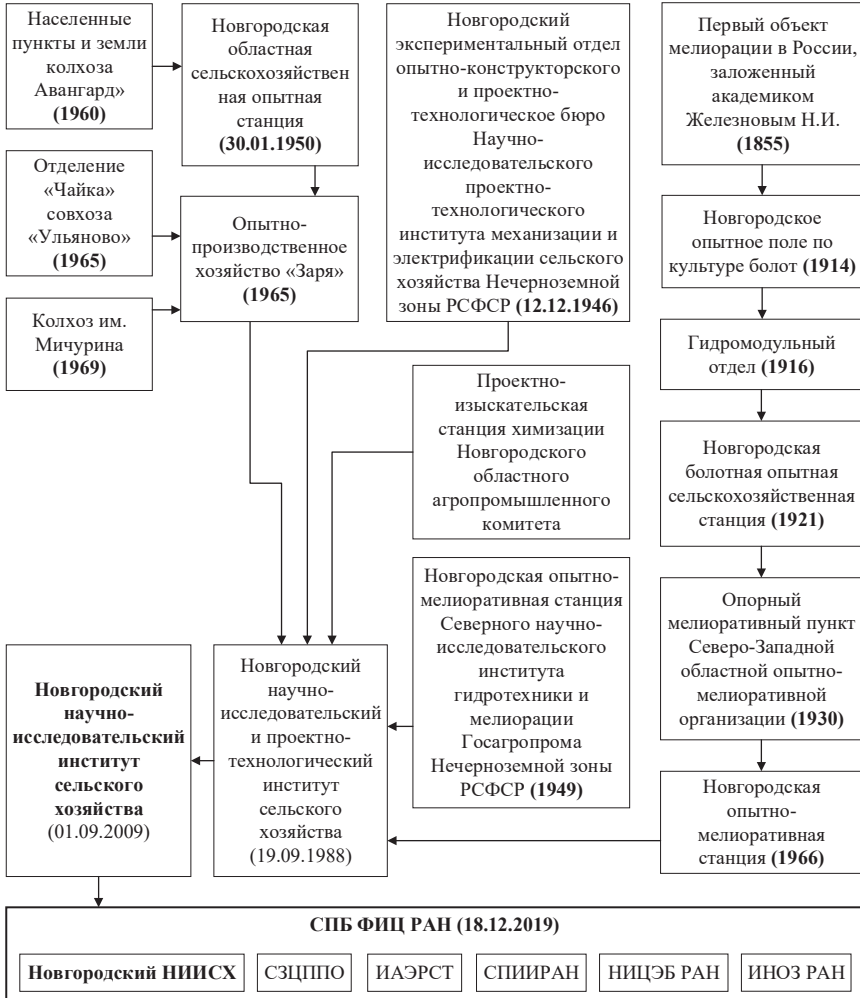 Населенные
пункты и земли
колхоза
Авангард»
(1960)
Новгородская
областная
сельскохозяйствен
ная опытная
станция
(30.01.1950)
Новгородский
экспериментальный отдел
опытно-конструкторского
и проектно-
технологическое бюро
Научно-
исследовательского
проектно-
технологического
института механизации и
электрификации сельского
хозяйства Нечерноземной
зоны РСФСР (12.12.1946)
Первый объект
мелиорации в России,
заложенный
академиком
Железновым Н.И.
(1855)
Отделение
«Чайка»
совхоза
«Ульяново»
(1965)
Опытно-
производственное
хозяйство «Заря»
(1965)
Новгородское
опытное поле по
культуре болот (1914)
Колхоз им.
Мичурина
(1969)
Гидромодульный
отдел (1916)
Проектно-
изыскательская
станция химизации
Новгородского
областного
агропромышленного
комитета
Новгородская
болотная опытная
сельскохозяйственная
станция (1921)
Новгородская опытно-
мелиоративная станция
Северного научно-
исследовательского
института
гидротехники и
мелиорации
Госагропрома
Нечерноземной зоны
РСФСР (1949)
Опорный
мелиоративный пункт
Северо-Западной
областной опытно-
мелиоративной
организации (1930)
Новгородский
научно-
исследовательский
институт
сельского
хозяйства
(01.09.2009)
Новгородский
научно-
исследовательский
и проектно-
технологический
институт
сельского
хозяйства
(19.09.1988)
Новгородская
опытно-
мелиоративная
станция (1966)
СПБ ФИЦ РАН (18.12.2019)
Новгородский НИИСХ
СЗЦППО
ИАЭРСТ
СПИИРАН
НИЦЭБ РАН
ИНОЗ РАН